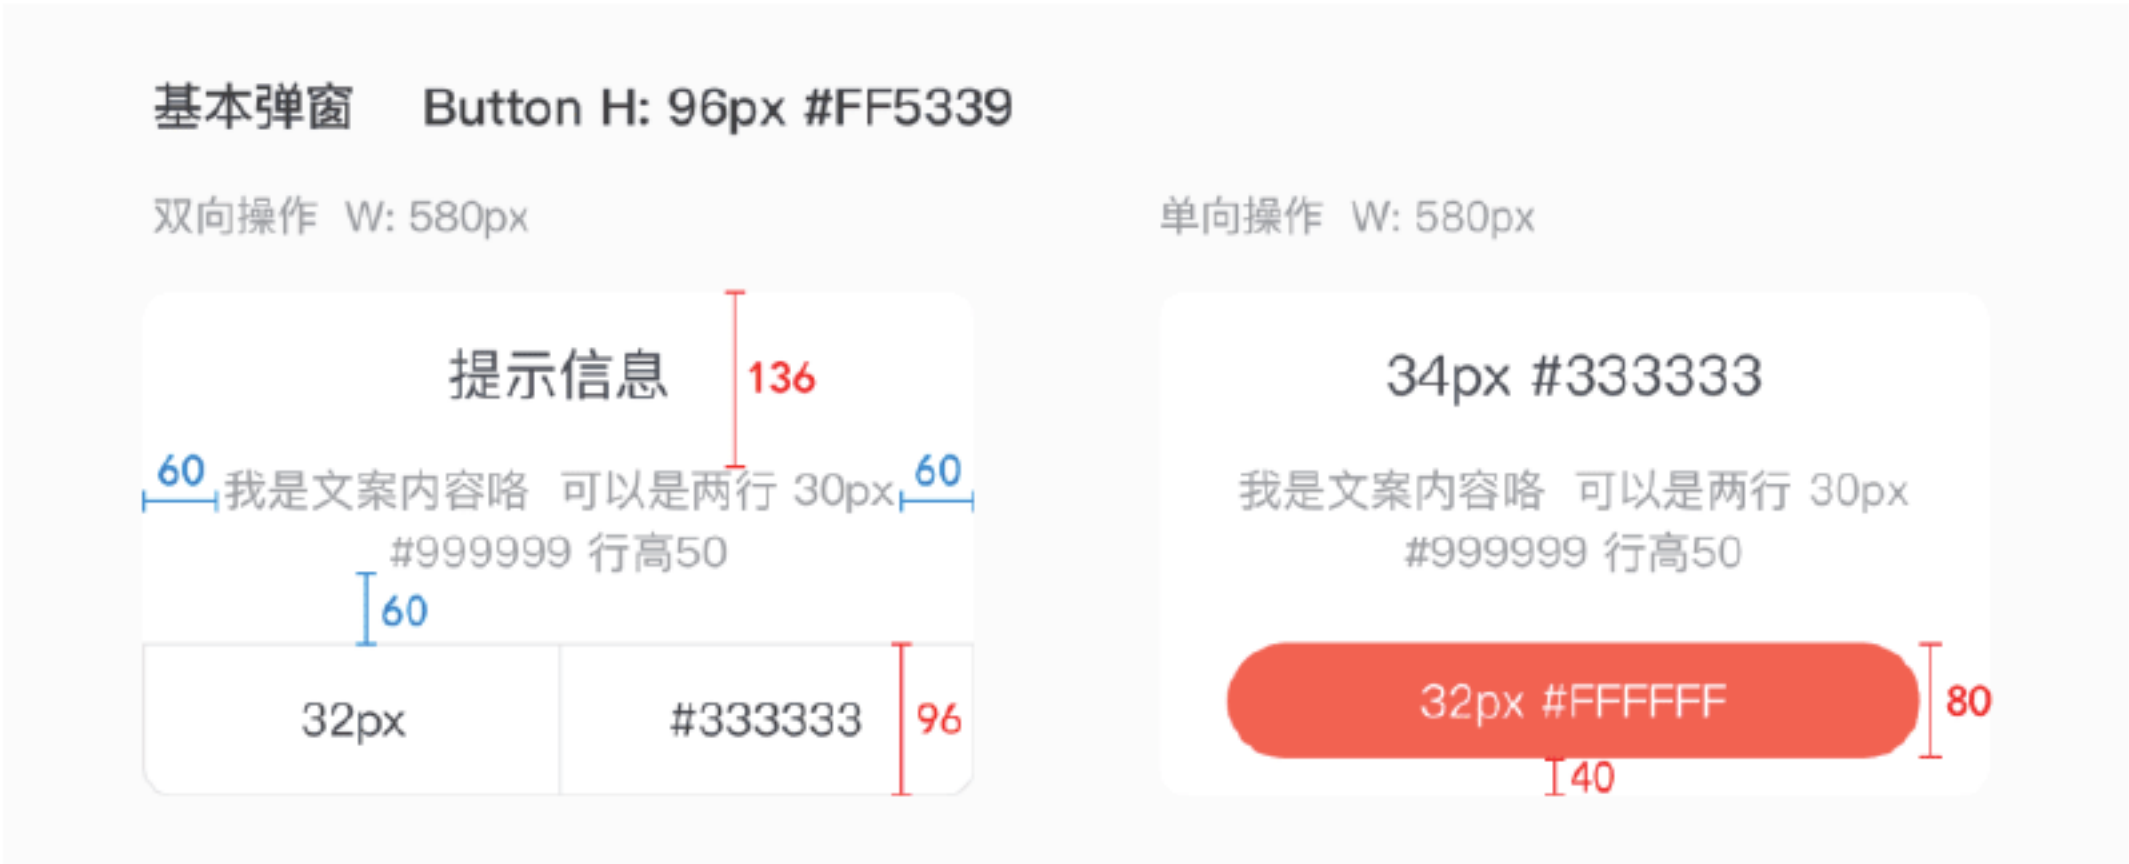 基本弹窗 Button H: 96px #FF5339
双向操作 W: 580px
提示信息
136
60
我是文案内容咯 可以是两行 30px
60
#999999 行高50
60
32px
#333333
96
单向操作 W: 580px
34px #333333
我是文案内容咯 可以是两行 30px
#999999 行高50
32px #FFFFFF
80
40